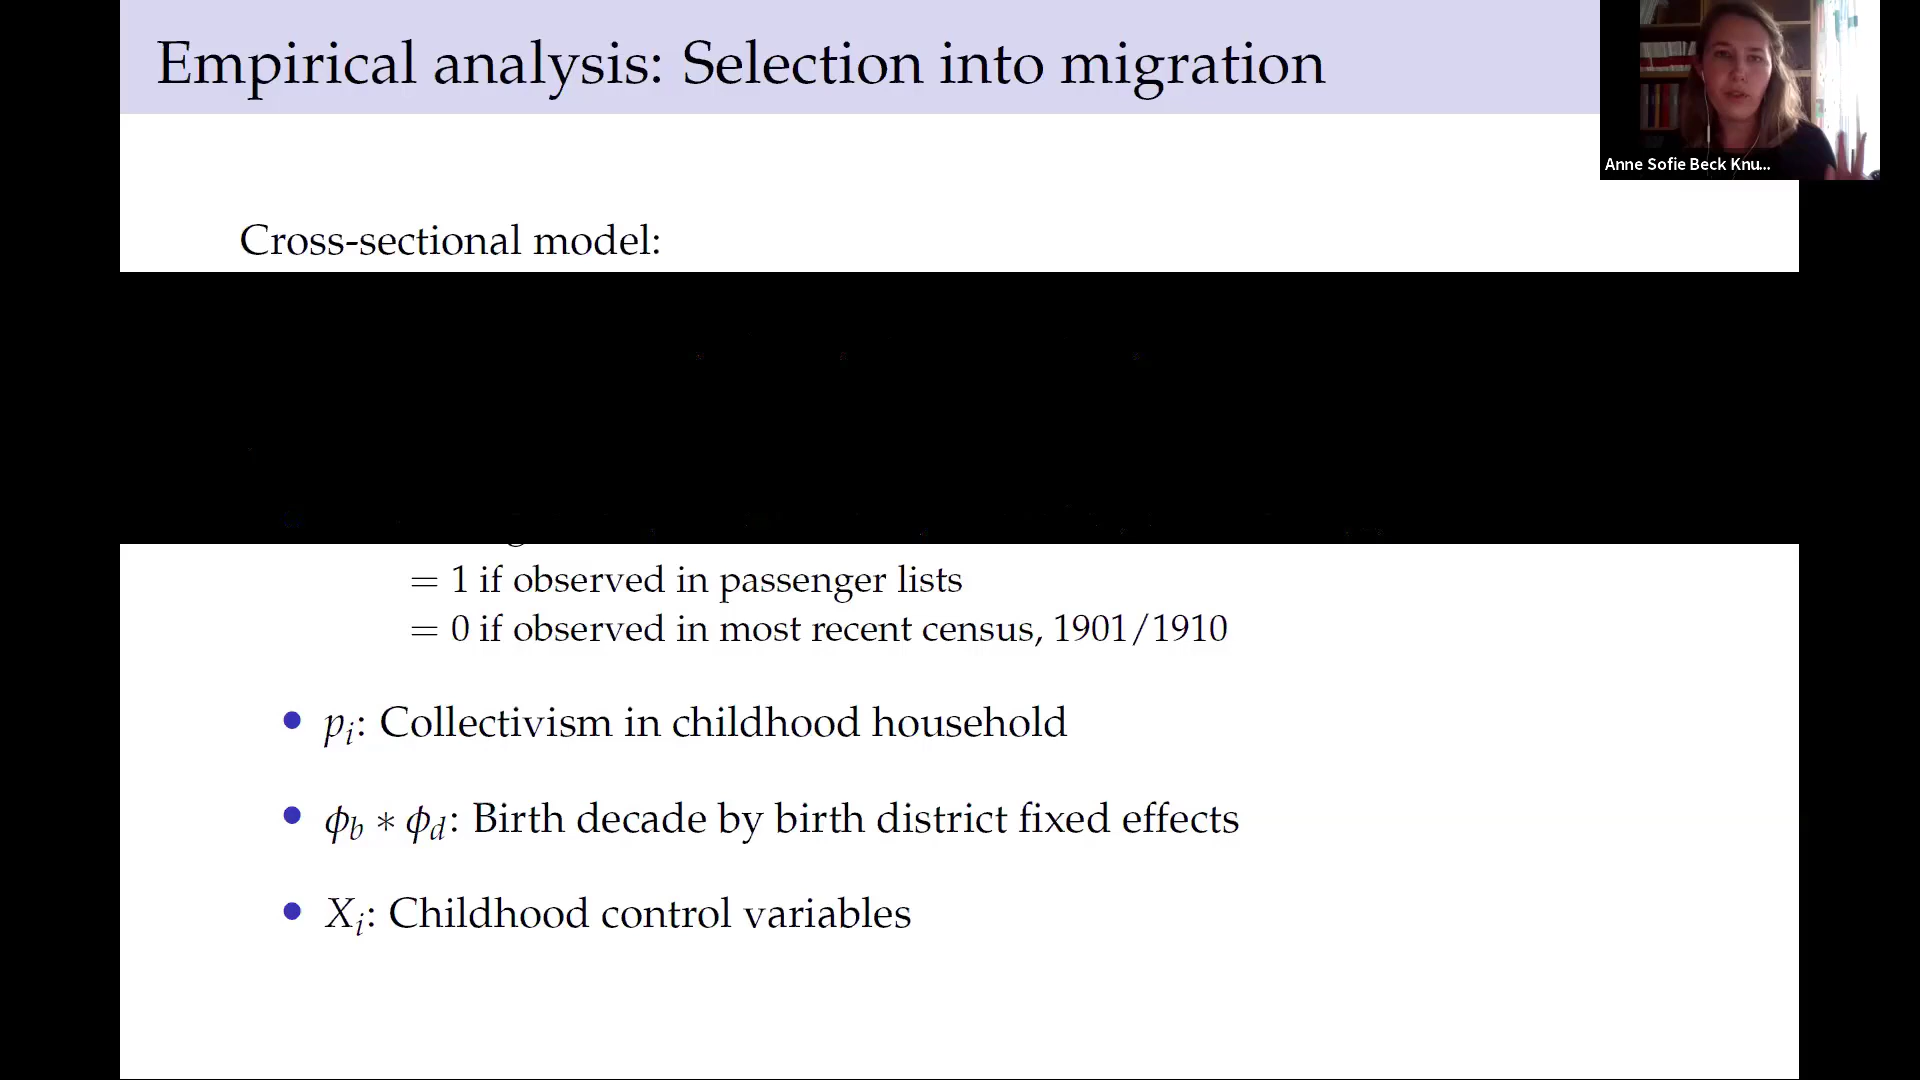 Empirical analysis: Selection into migration
Anne Sofie Beck Knu...
Cross-sectional model:
= 1 if observed in passenger lists
= 0 if observed in most recent census, 1901/1910
• pᵢ: Collectivism in childhood household
• ϕ_b * ϕ_d: Birth decade by birth district fixed effects
• Xᵢ: Childhood control variables